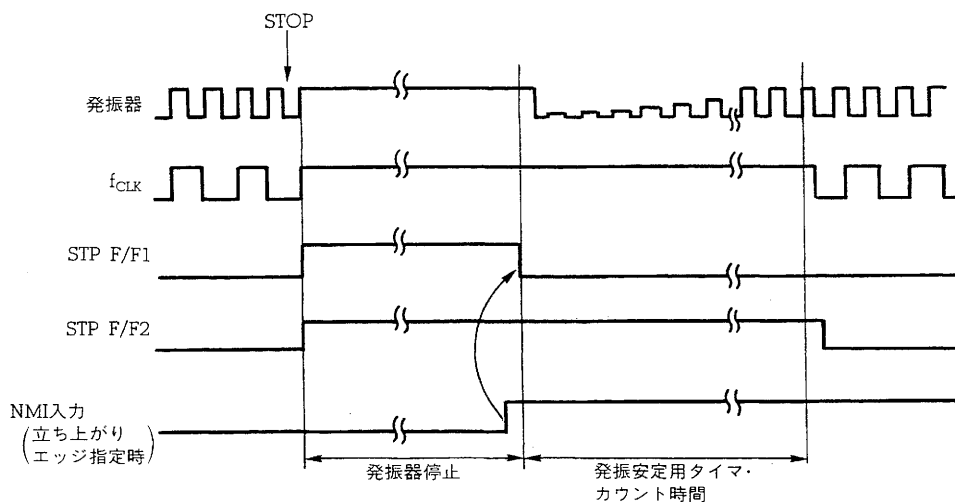 STOP
発振器
fCLK
STP F/F1
STP F/F2
NMI入力
(立ち上がり
エッジ指定時)
発振器停止
発振安定用タイマ・
カウント時間